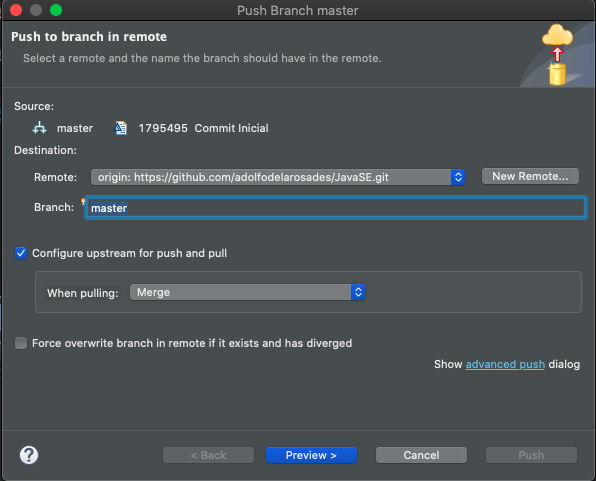 Push Branch master
Push to branch in remote
Select a remote and the name the branch should have in the remote.
Source:
master 1795495 Commit Inicial
Destination:
Remote: origin: https://github.com/adolfodelarosades/JavaSE.git New Remote...
Branch: master
Configure upstream for push and pull
When pulling: Merge
Force overwrite branch in remote if it exists and has diverged
Show advanced push dialog
? < Back Preview > Cancel Push